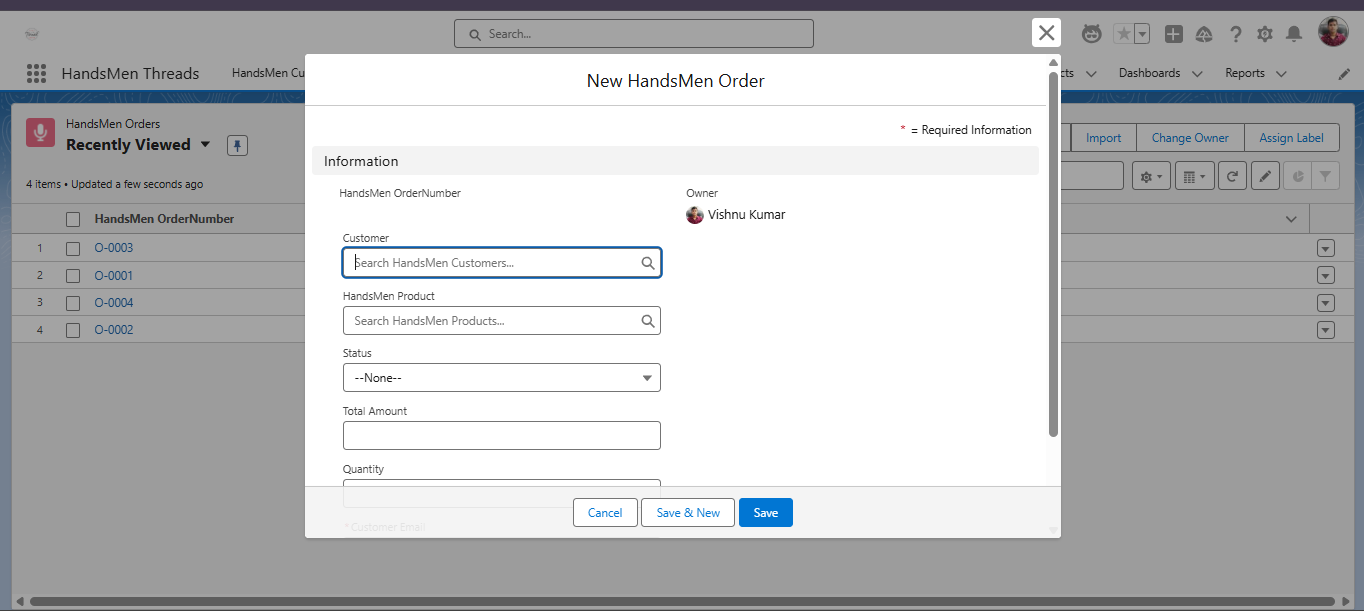 Search...
HandsMen Threads
HandsMen Cu
cts
Dashboards
Reports
HandsMen Orders
Recently Viewed
4 items • Updated a few seconds ago
Import
Change Owner
Assign Label
HandsMen OrderNumber
1 O-0003
2 O-0001
3 O-0004
4 O-0002
New HandsMen Order
* = Required Information
Information
HandsMen OrderNumber
Owner
Vishnu Kumar
Customer
Search HandsMen Customers...
HandsMen Product
Search HandsMen Products...
Status
--None--
Total Amount
Quantity
* Customer Email
Cancel
Save & New
Save